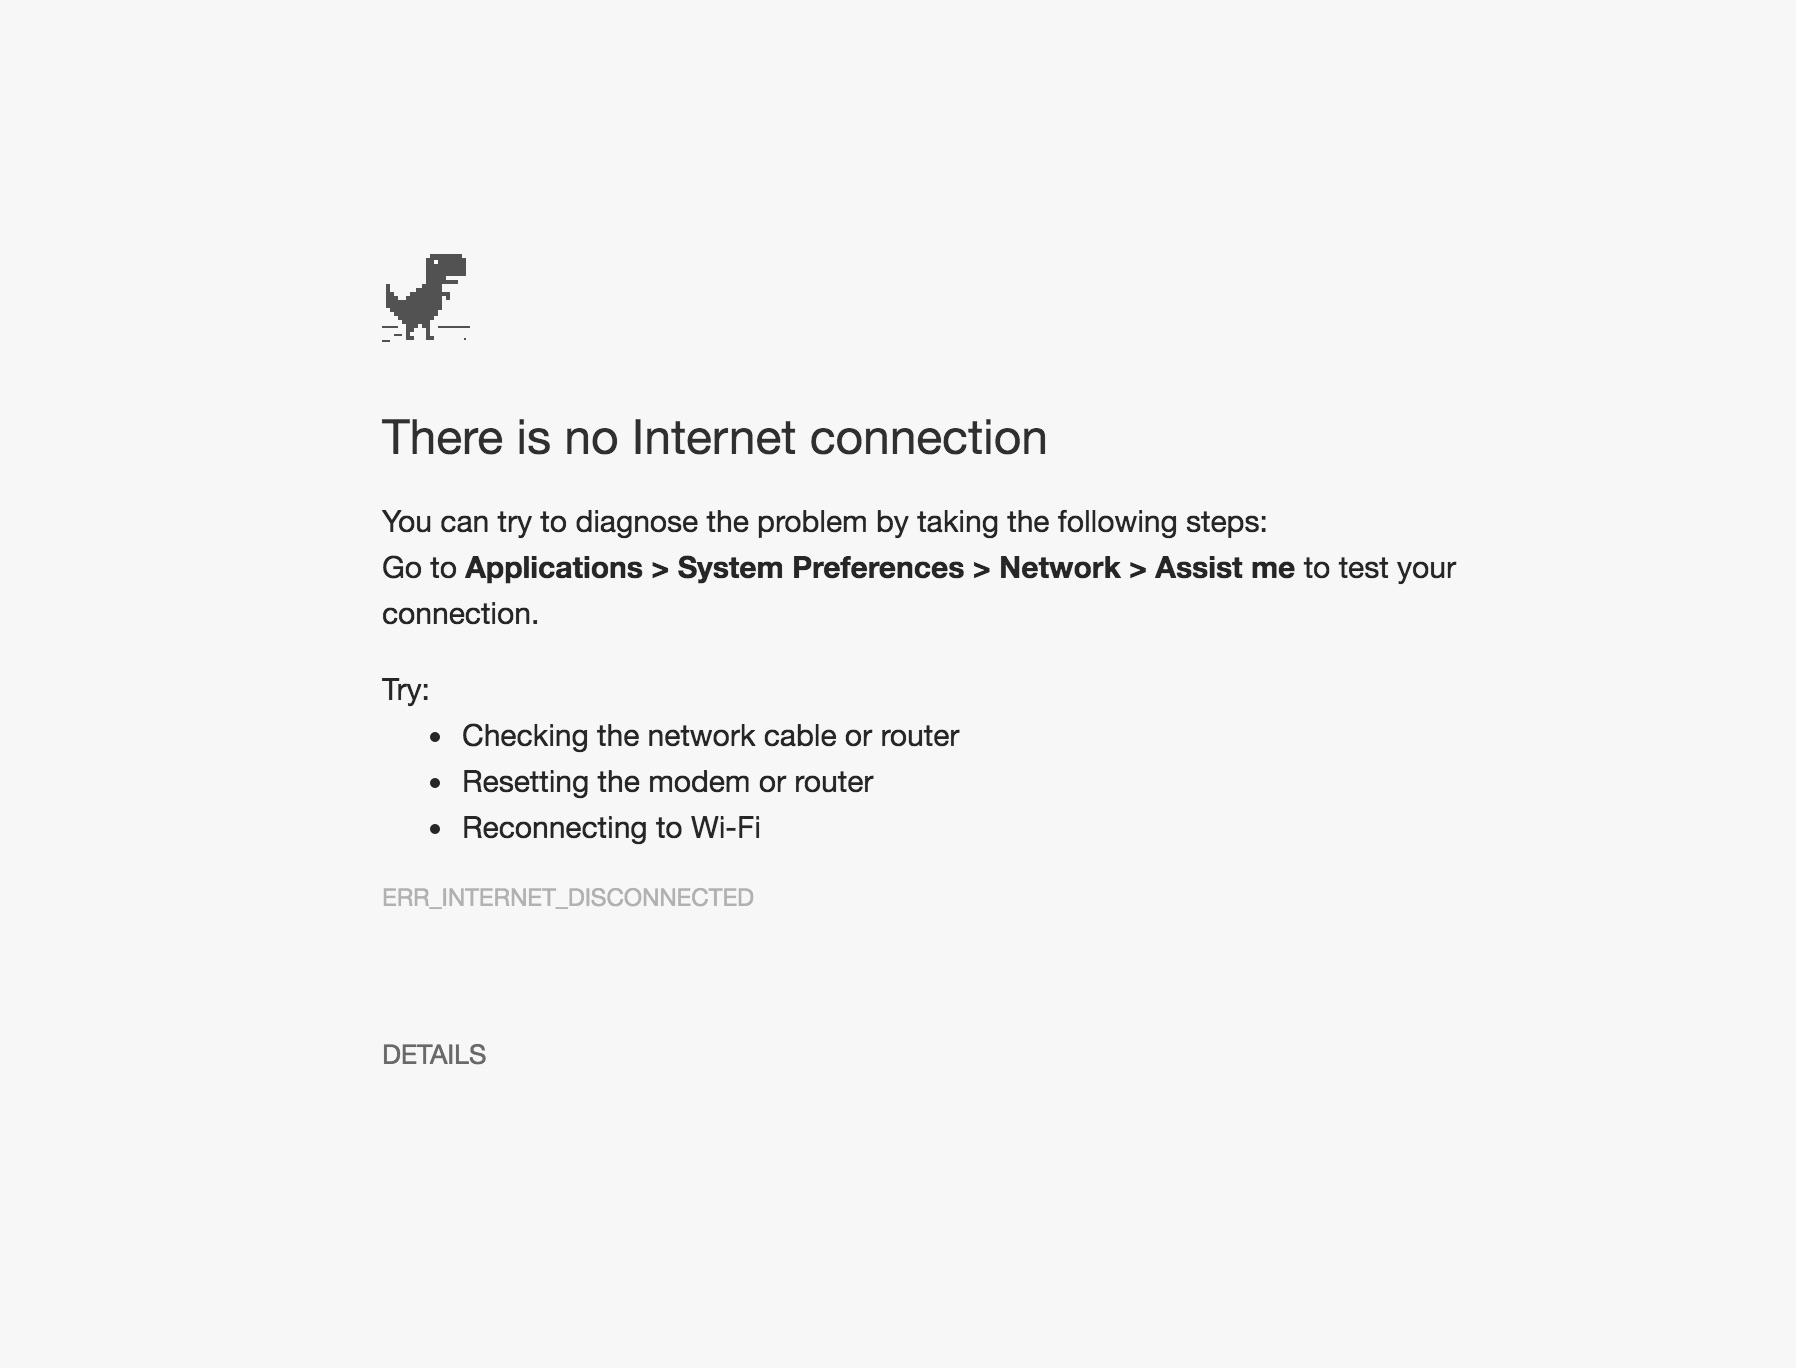 There is no Internet connection
You can try to diagnose the problem by taking the following steps:
Go to Applications > System Preferences > Network > Assist me to test your
connection.
Try:
• Checking the network cable or router
• Resetting the modem or router
• Reconnecting to Wi-Fi
ERR_INTERNET_DISCONNECTED
DETAILS